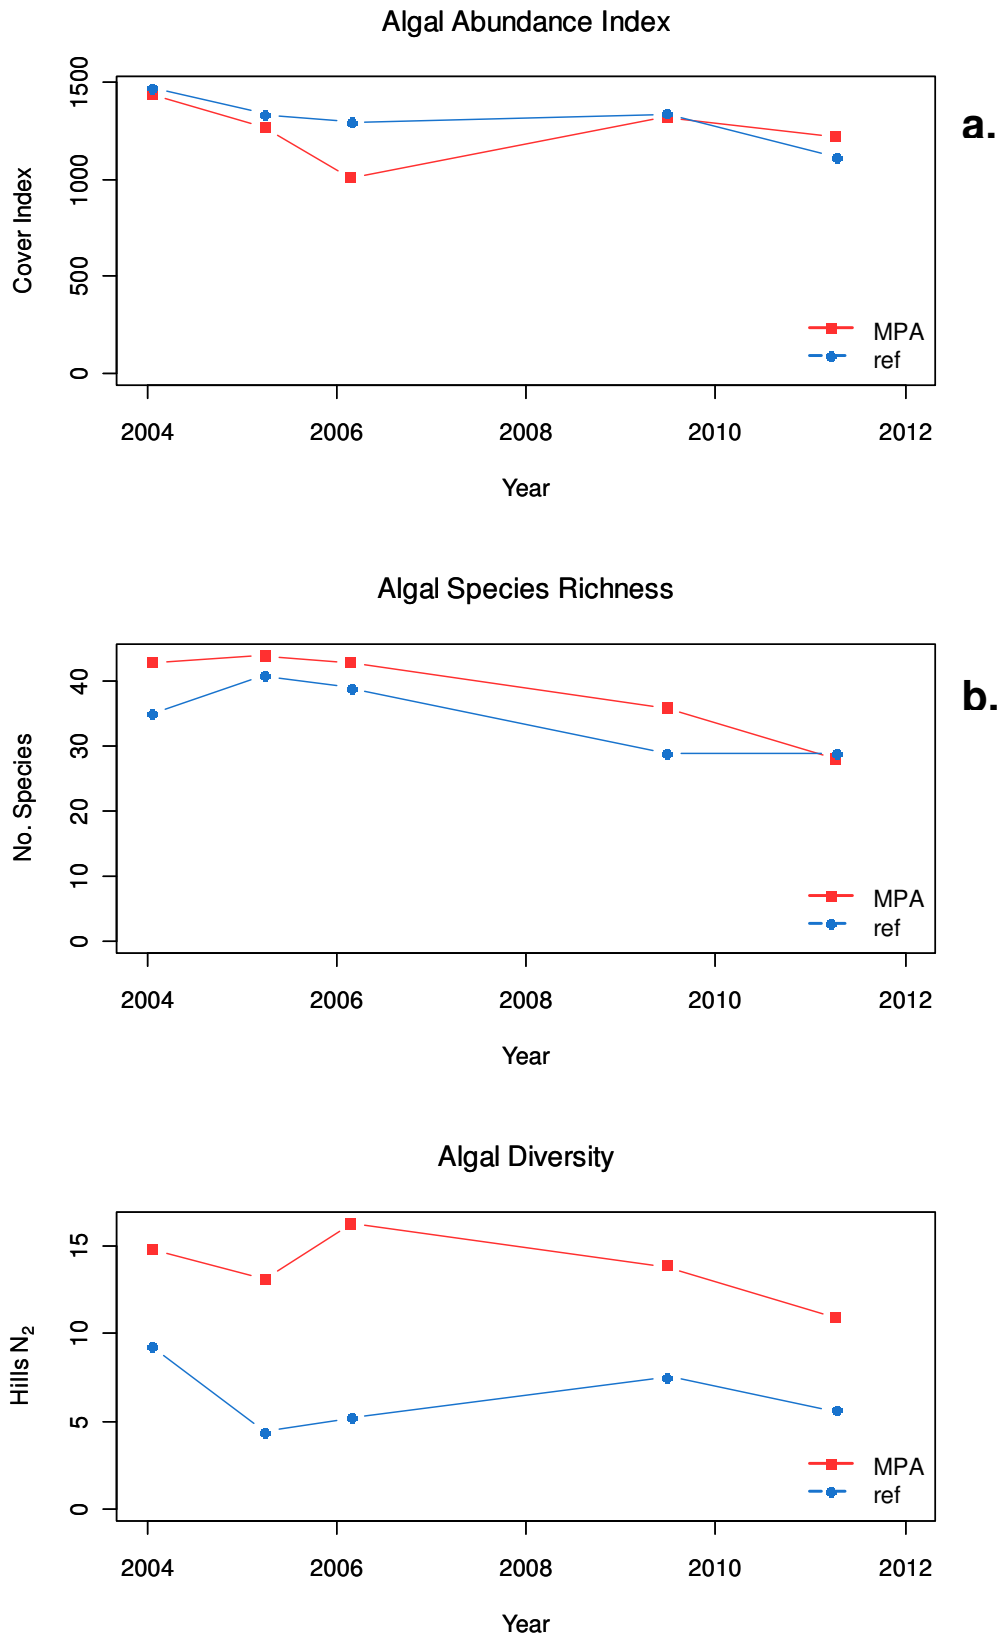 Algal Abundance Index
a.
Cover Index
1500
1000
500
0
MPA
ref
2004 2006 2008 2010 2012
Year
Algal Species Richness
b.
No. Species
40
30
20
10
0
MPA
ref
2004 2006 2008 2010 2012
Year
Algal Diversity
Hills N₂
15
10
5
0
MPA
ref
2004 2006 2008 2010 2012
Year